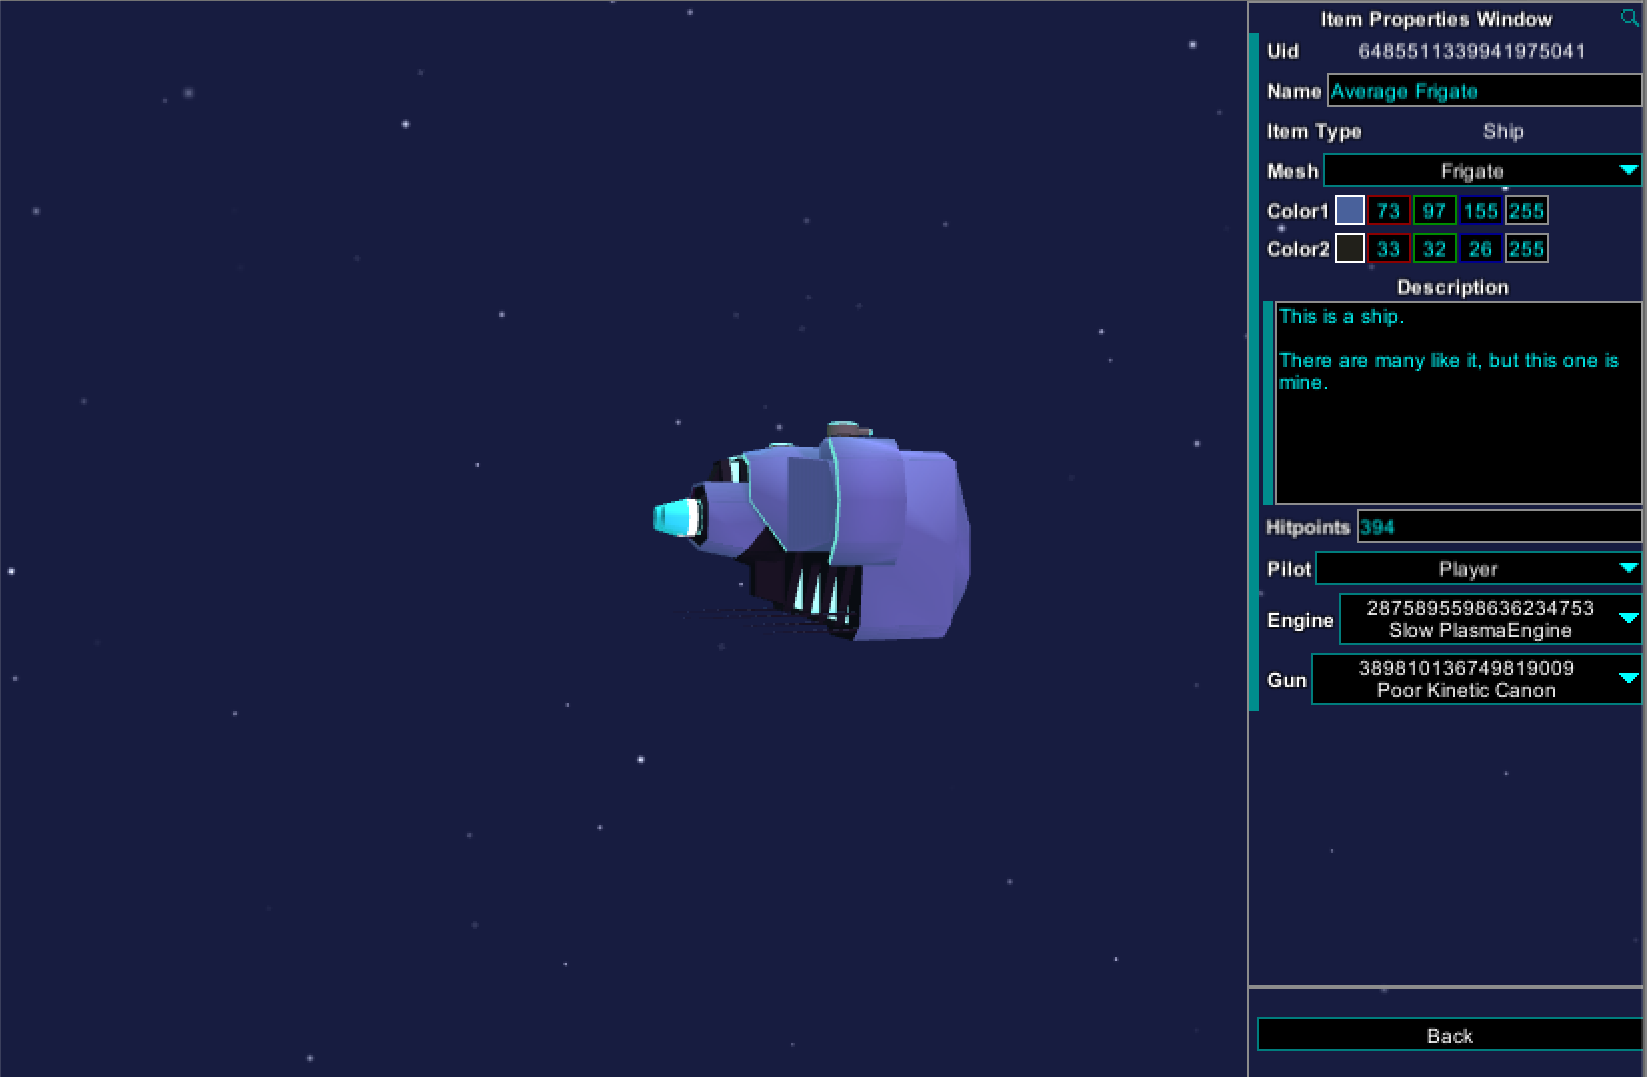 Item Properties Window
Uid 6485511339941975041
Name Average Frigate
Item Type Ship
Mesh Frigate
Color1 73 97 155 255
Color2 33 32 26 255
Description
This is a ship.
There are many like it, but this one is
mine.
Hitpoints 394
Pilot Player
Engine 2875895598636234753
Slow PlasmaEngine
Gun 3898101136749819009
Poor Kinetic Canon
Back